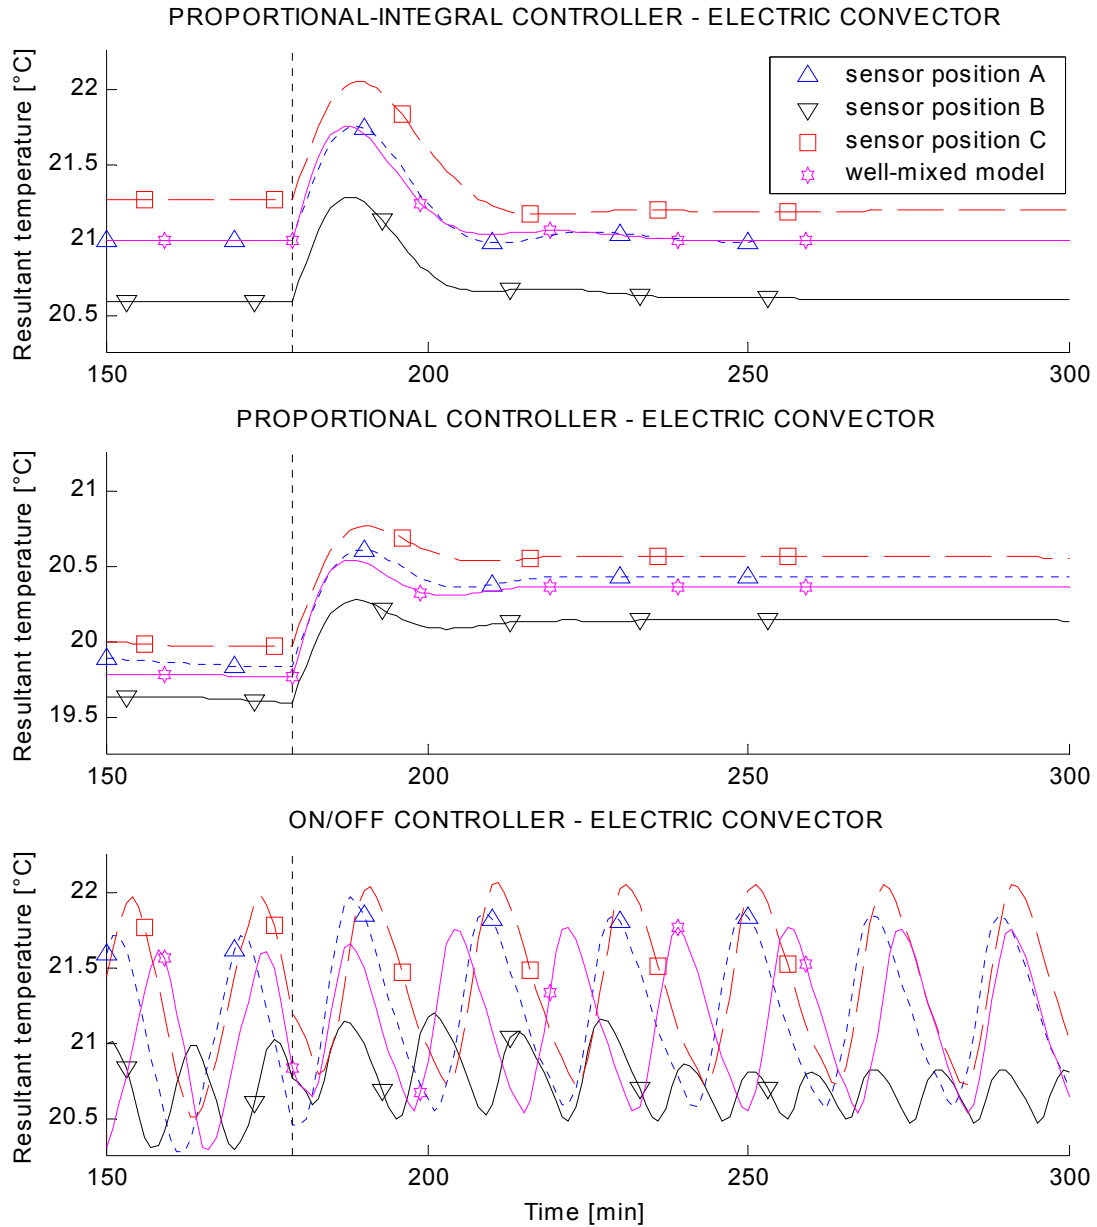 PROPORTIONAL-INTEGRAL CONTROLLER - ELECTRIC CONVECTOR
Resultant temperature [°C]
22
21.5
21
20.5
150
200
250
300
sensor position A
sensor position B
sensor position C
well-mixed model
PROPORTIONAL CONTROLLER - ELECTRIC CONVECTOR
Resultant temperature [°C]
21
20.5
20
19.5
150
200
250
300
ON/OFF CONTROLLER - ELECTRIC CONVECTOR
Resultant temperature [°C]
22
21.5
21
20.5
150
200
250
300
Time [min]